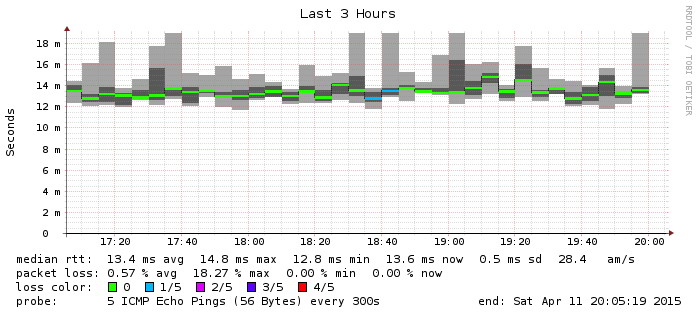 Last 3 Hours
RRDTOOL / TOBI OETIKER
18 m
16 m
14 m
12 m
10 m
8 m
6 m
4 m
2 m
0
Seconds
17:20 17:40 18:00 18:20 18:40 19:00 19:20 19:40 20:00
median rtt: 13.4 ms avg 14.8 ms max 12.8 ms min 13.6 ms now 0.5 ms sd 28.4 am/s
packet loss: 0.57 % avg 18.27 % max 0.00 % min 0.00 % now
loss color: 0 1/5 2/5 3/5 4/5
probe: 5 ICMP Echo Pings (56 Bytes) every 300s end: Sat Apr 11 20:05:19 2015